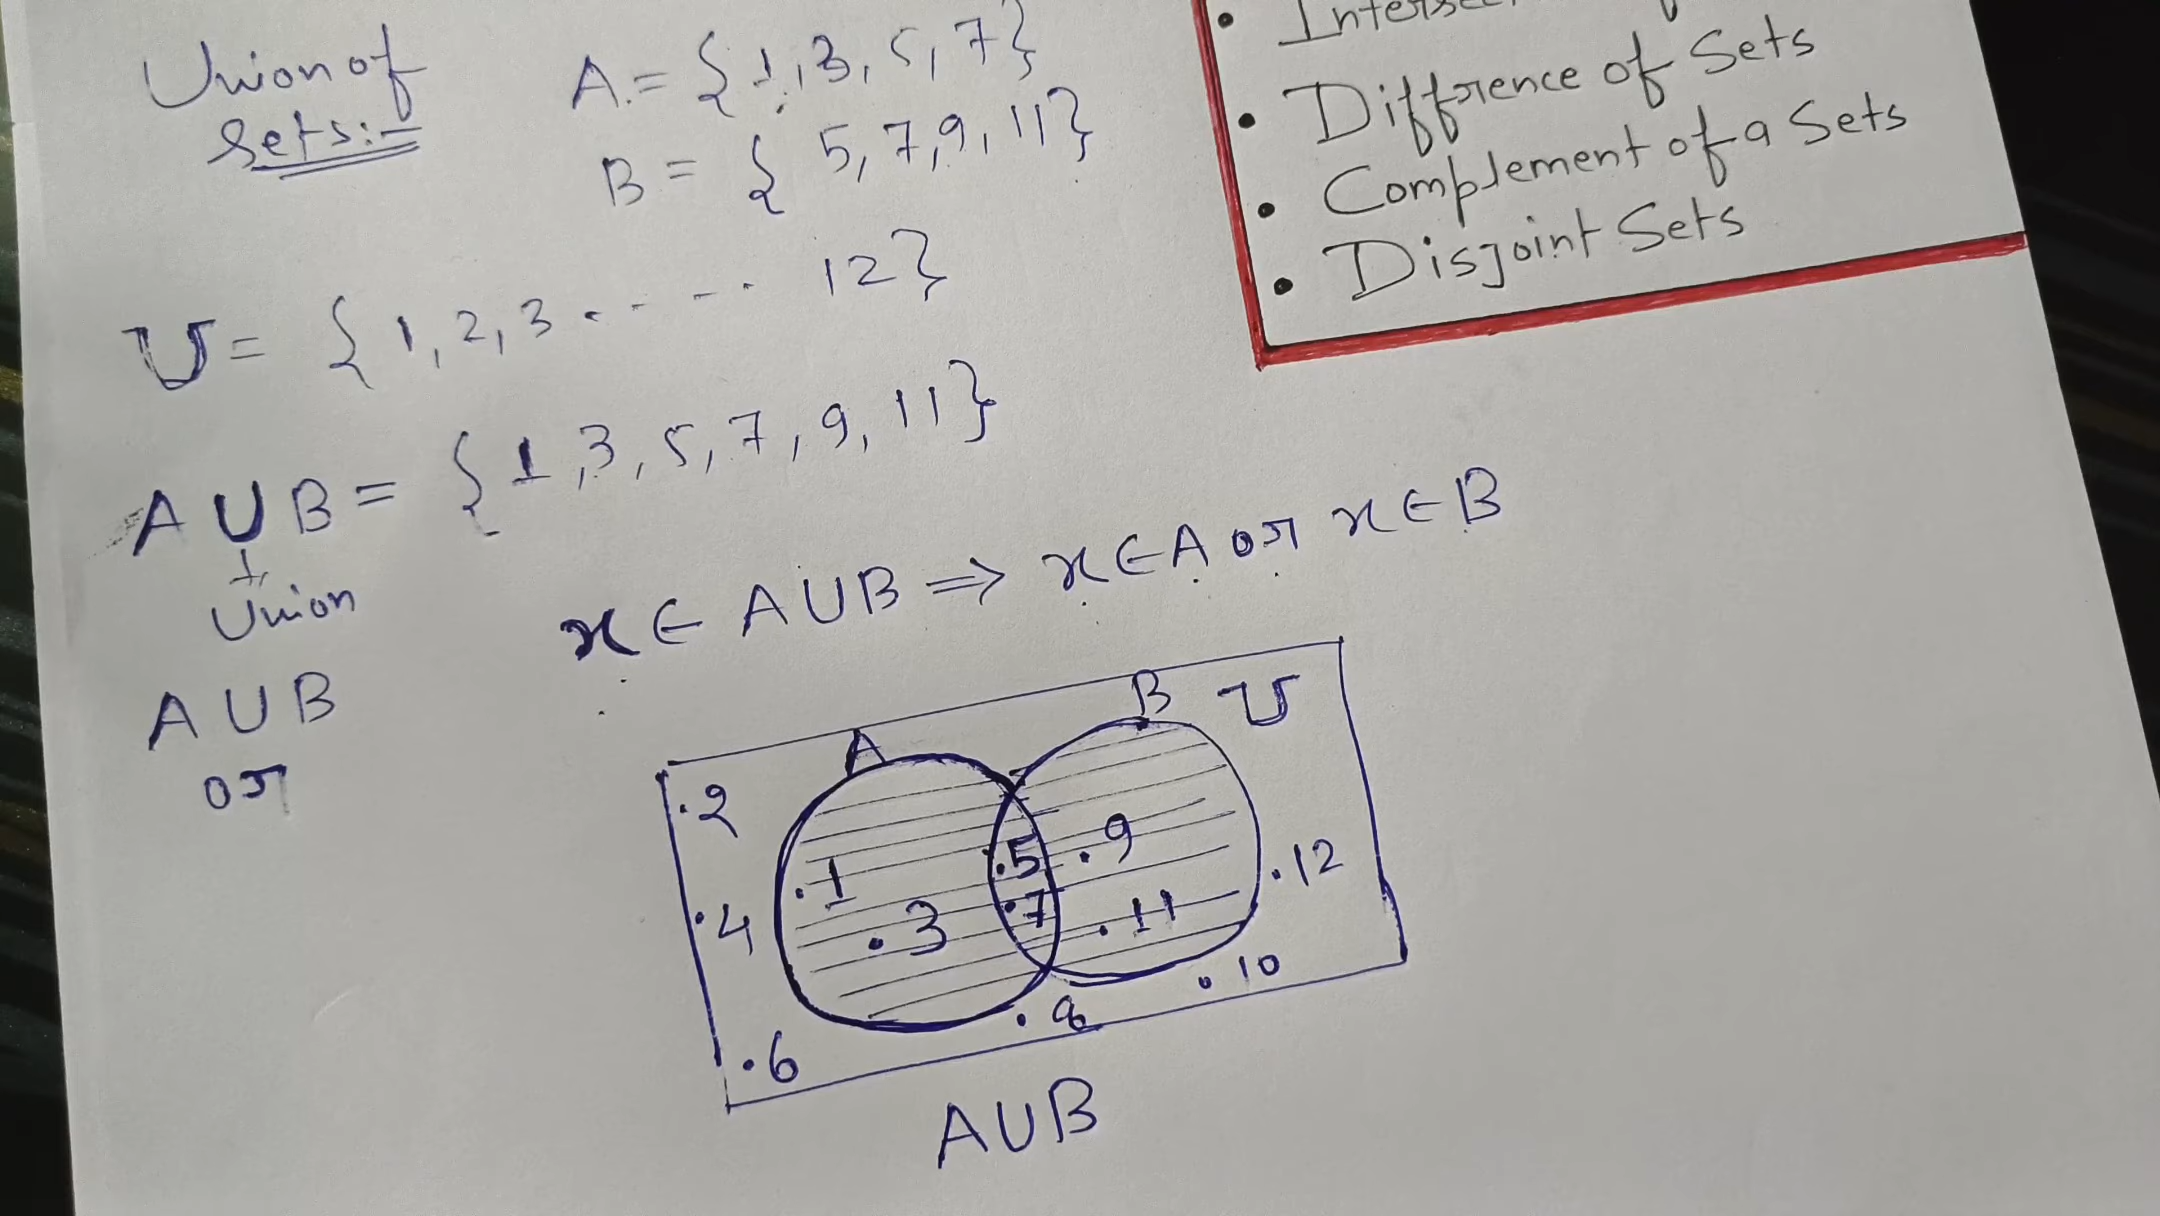 Union of
Sets:-
A = {1,3,5,7}
B = {5,7,9,11}
U = {1,2,3.---.12}
A∪B = {1,3,5,7,9,11}
Union
A∪B
or
x∈A∪B ⇒ x∈A or x∈B
• Diffrence of Sets
• Complement of a Sets
• Disjoint Sets
A
B
U
.2
.4
.6
.1
.3
.5
.7
.9
.11
.12
.10
.8
A∪B